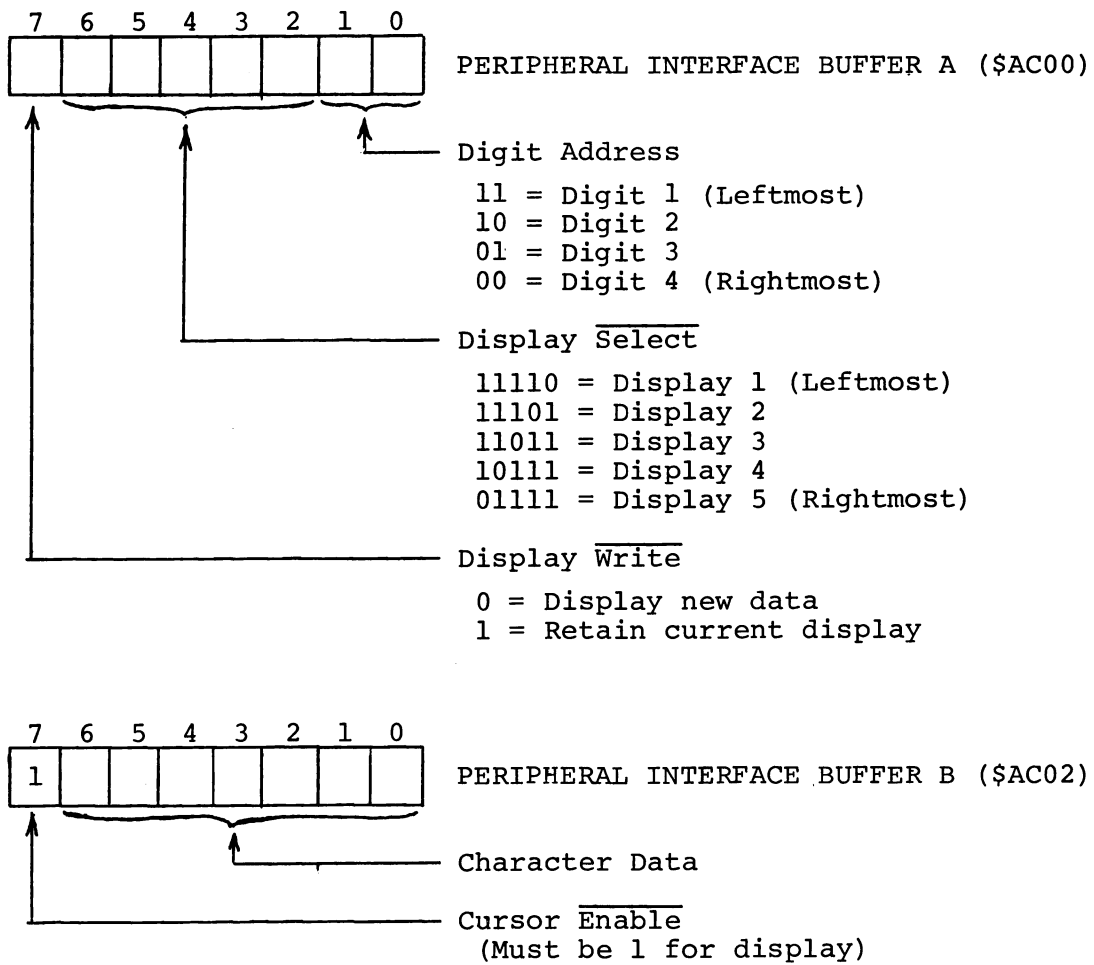 7 6 5 4 3 2 1 0
PERIPHERAL INTERFACE BUFFER A ($AC00)
Digit Address
11 = Digit 1 (Leftmost)
10 = Digit 2
01 = Digit 3
00 = Digit 4 (Rightmost)
Display Select
11110 = Display 1 (Leftmost)
11101 = Display 2
11011 = Display 3
10111 = Display 4
01111 = Display 5 (Rightmost)
Display Write
0 = Display new data
1 = Retain current display
7 6 5 4 3 2 1 0
1 PERIPHERAL INTERFACE BUFFER B ($AC02)
Character Data
Cursor Enable
(Must be 1 for display)